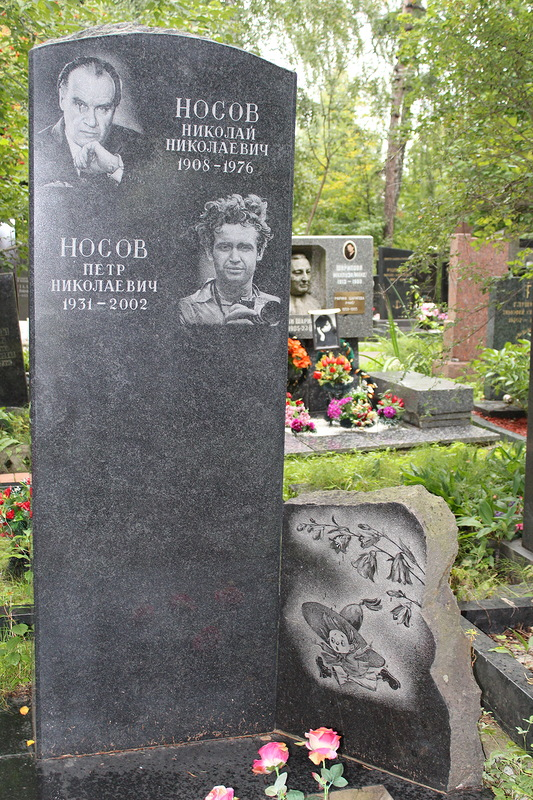 НОСОВ
НИКОЛАЙ
НИКОЛАЕВИЧ
1908-1976
НОСОВ
ПЕТР
НИКОЛАЕВИЧ
1931-2002